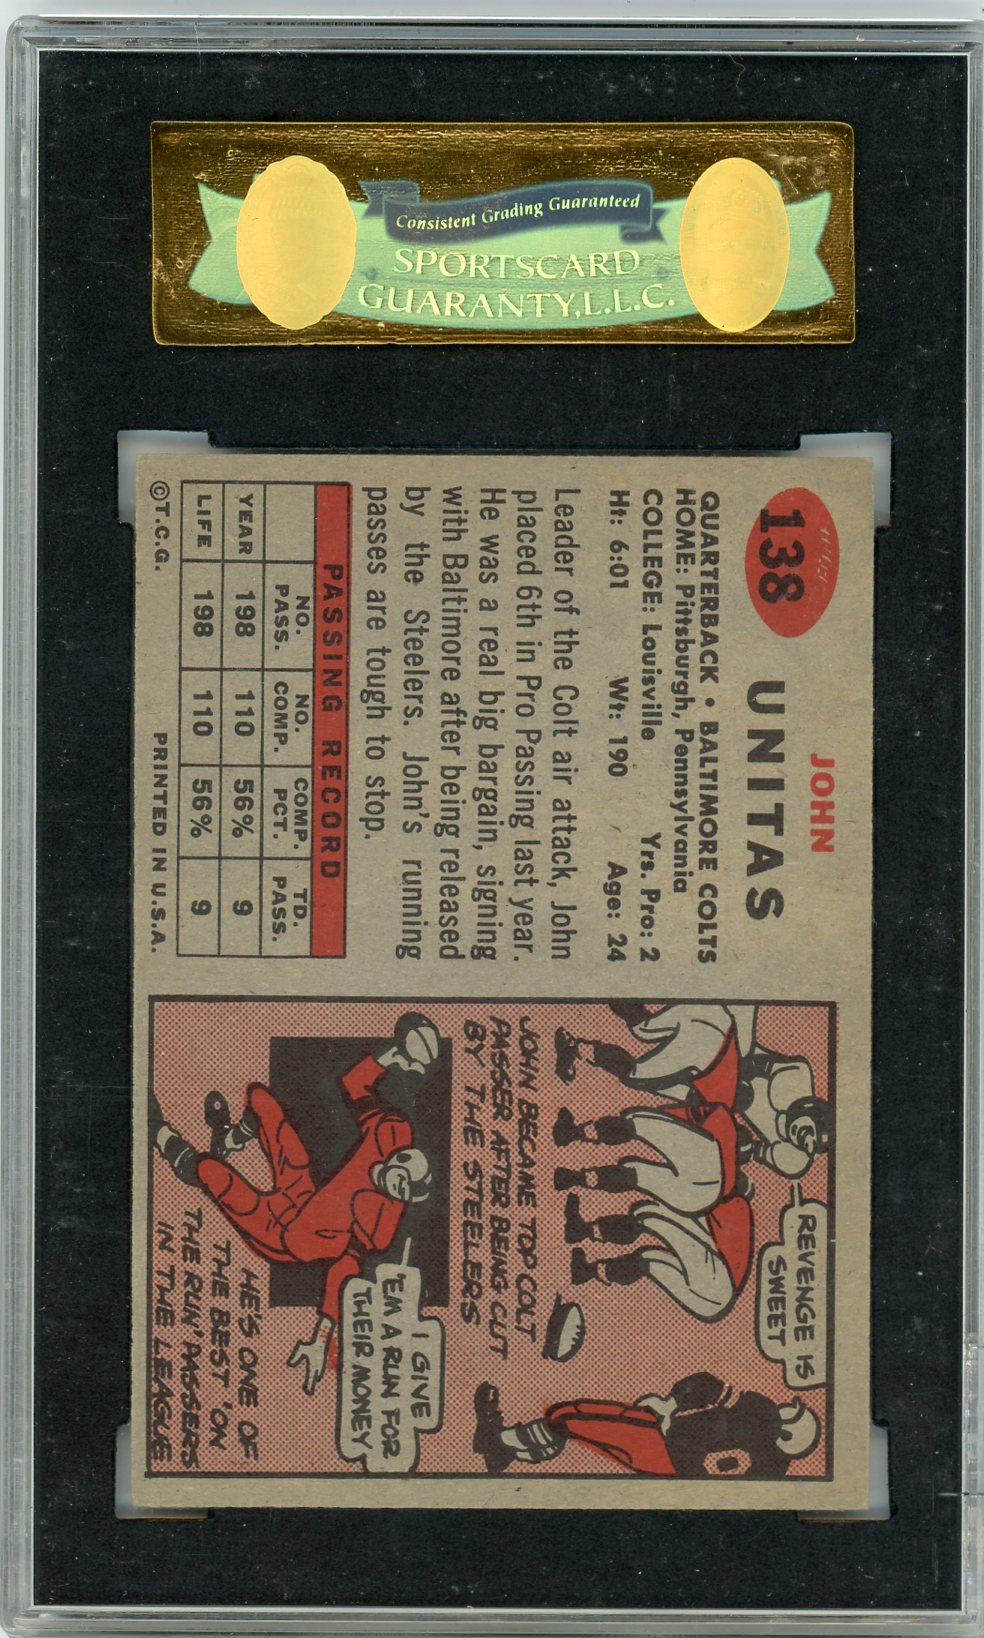 Consistent Grading Guaranteed
SPORTSCARD
GUARANTY, L.L.C.
138
JOHN
UNITAS
QUARTERBACK • BALTIMORE COLTS
HOME: Pittsburgh, Pennsylvania
COLLEGE: Louisville Yrs. Pro: 2
Ht: 6:01 Wt: 190 Age: 24
Leader of the Colt air attack, John
placed 6th in Pro Passing last year.
He was a real big bargain, signing
with Baltimore after being released
by the Steelers. John's running
passes are tough to stop.
PASSING RECORD
NO. PASS. NO. COMP. COMP. PCT. TD. PASS.
YEAR 198 110 56% 9
LIFE 198 110 56% 9
©T.C.G. PRINTED IN U.S.A.
REVENGE IS
SWEET
JOHN BECAME TOP COLT
PASSER AFTER BEING CUT
BY THE STEELERS
I GIVE
'EM A RUN FOR
THEIR MONEY
HE'S ONE OF
THE BEST 'ON
THE RUN' PASSERS
IN THE LEAGUE